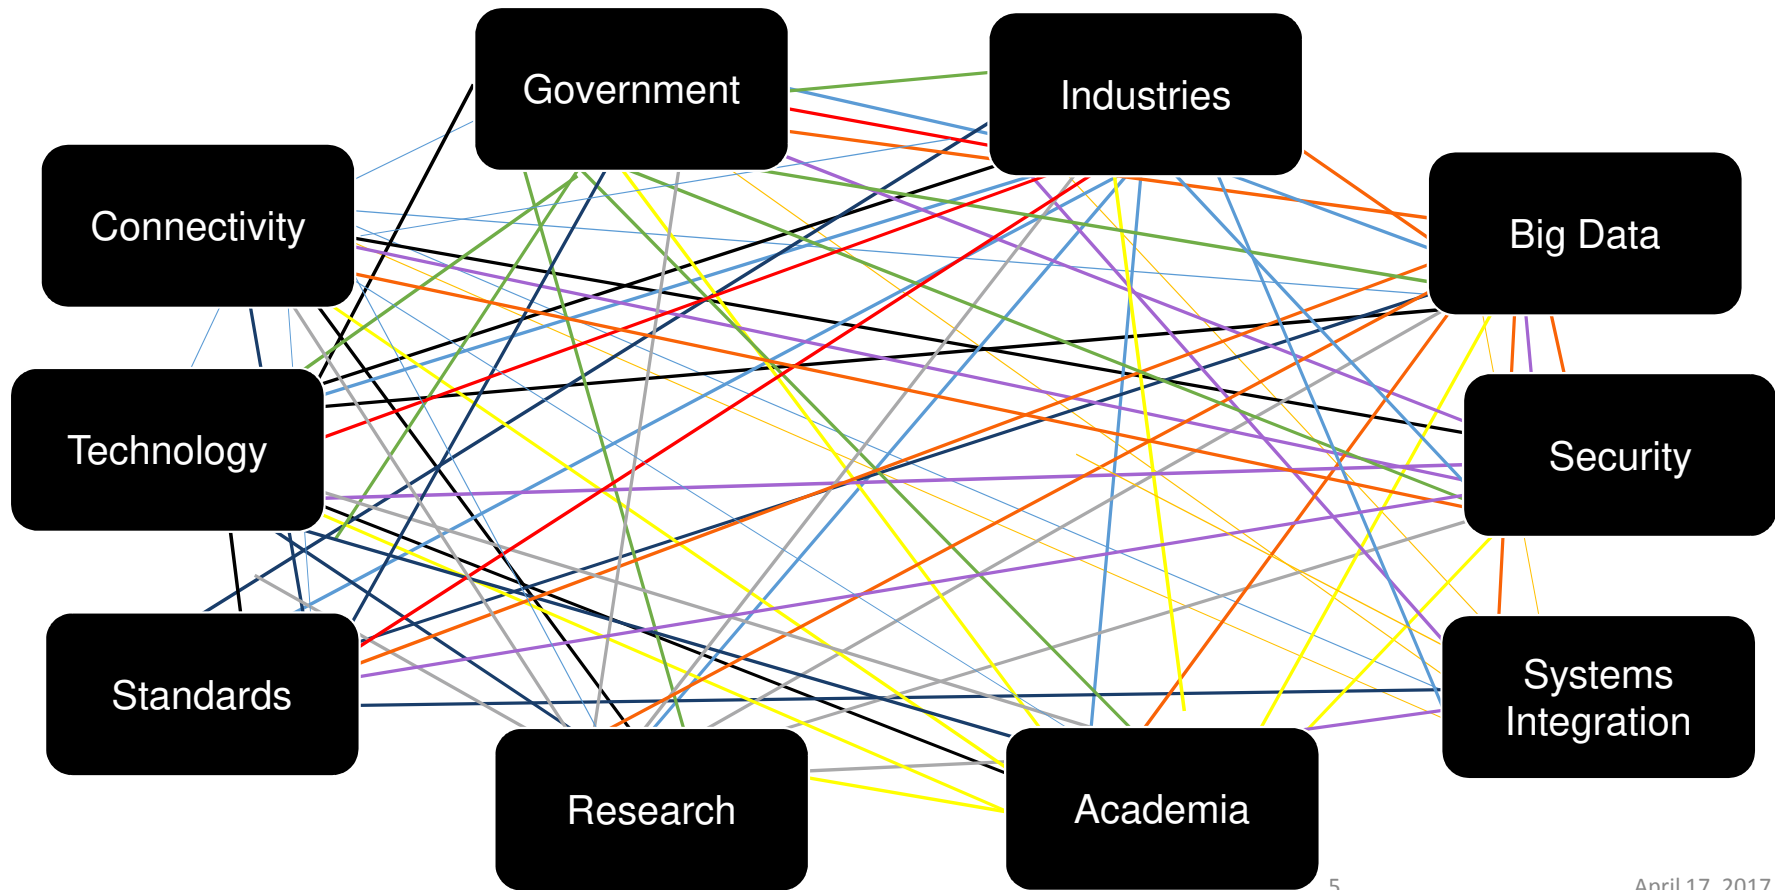 Government
Industries
Connectivity
Big Data
Technology
Security
Standards
Systems
Integration
Research
Academia
5
April 17, 2017